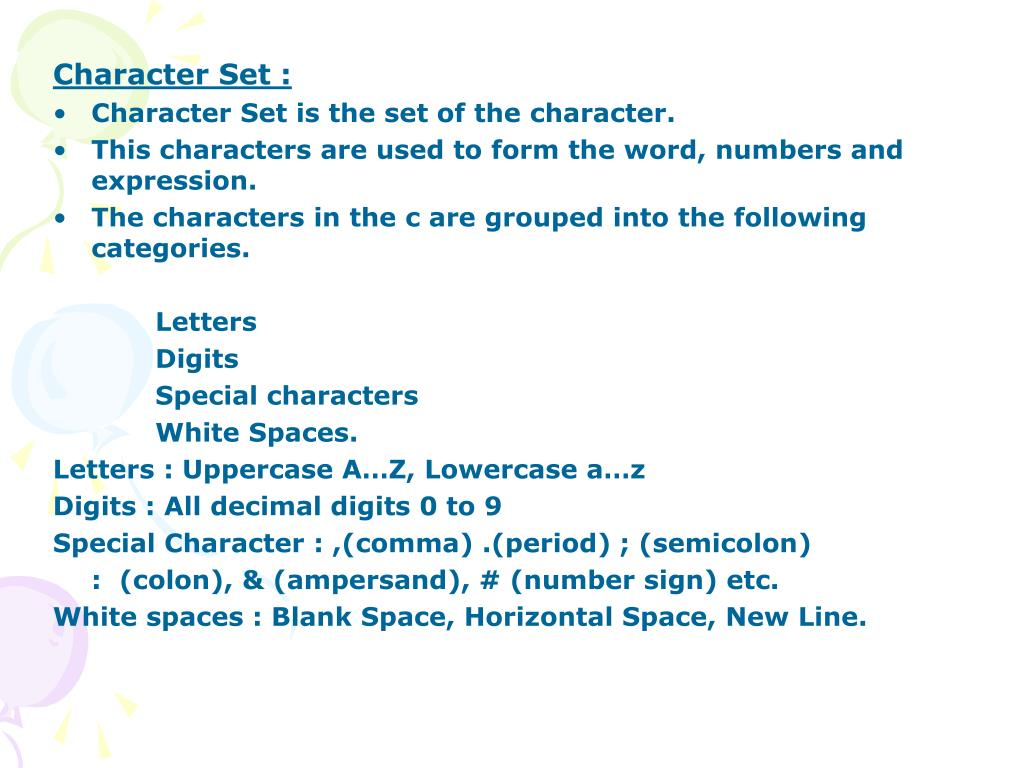 Character Set :
• Character Set is the set of the character.
• This characters are used to form the word, numbers and
expression.
• The characters in the c are grouped into the following
categories.
Letters
Digits
Special characters
White Spaces.
Letters : Uppercase A…Z, Lowercase a…z
Digits : All decimal digits 0 to 9
Special Character : ,(comma) .(period) ; (semicolon)
: (colon), & (ampersand), # (number sign) etc.
White spaces : Blank Space, Horizontal Space, New Line.